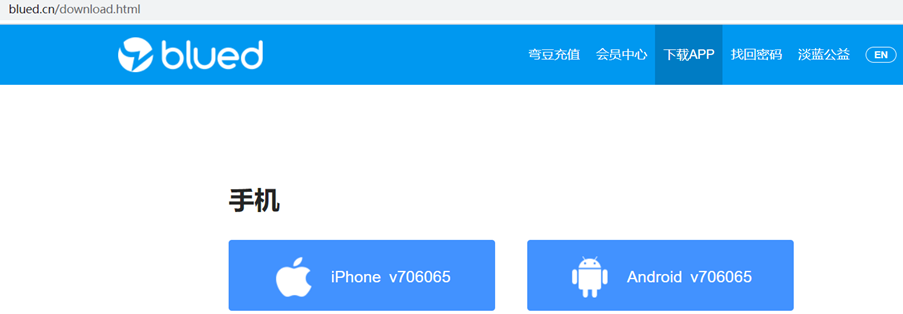 blued.cn/download.html
blued 弯豆充值 会员中心 下载APP 找回密码 淡蓝公益 EN
手机
iPhone v706065 Android v706065